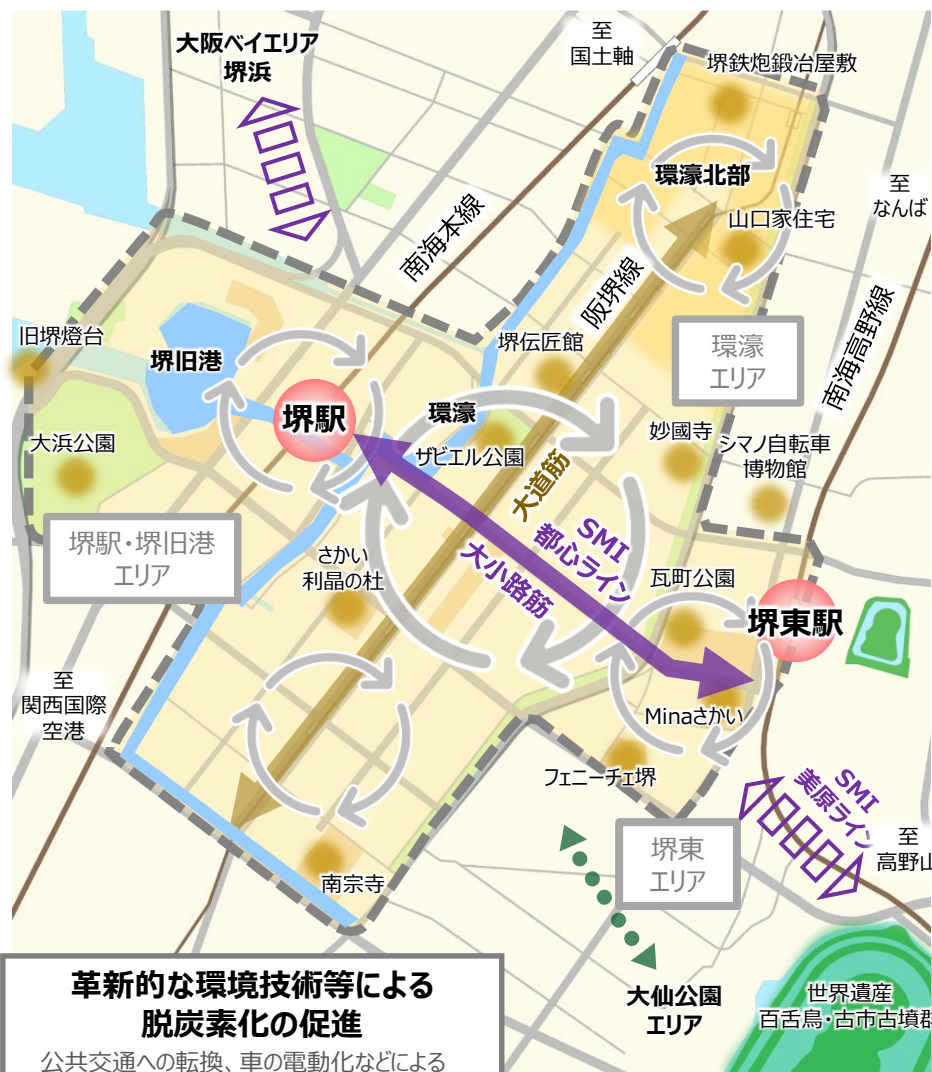 大阪ベイエリア
堺浜
至
国土軸
堺鉄炮鍛冶屋敷
環濠北部
至
なんば
山口家住宅
南海本線
阪堺線
南海高野線
旧堺燈台
堺旧港
堺伝匠館
環濠
エリア
堺駅
環濠
大浜公園
ザビエル公園
妙國寺
シマノ自転車
博物館
大道筋
SMI
都心ライン
大小路筋
堺駅・堺旧港
エリア
さかい
利晶の杜
瓦町公園
堺東駅
至
関西国際
空港
Minaさかい
フェニーチェ堺
SMI
美原ライン
至
高野山
堺東
エリア
南宗寺
大仙公園
エリア
世界遺産
百舌鳥・古市古墳群
革新的な環境技術等による
脱炭素化の促進
公共交通への転換、車の電動化などによる